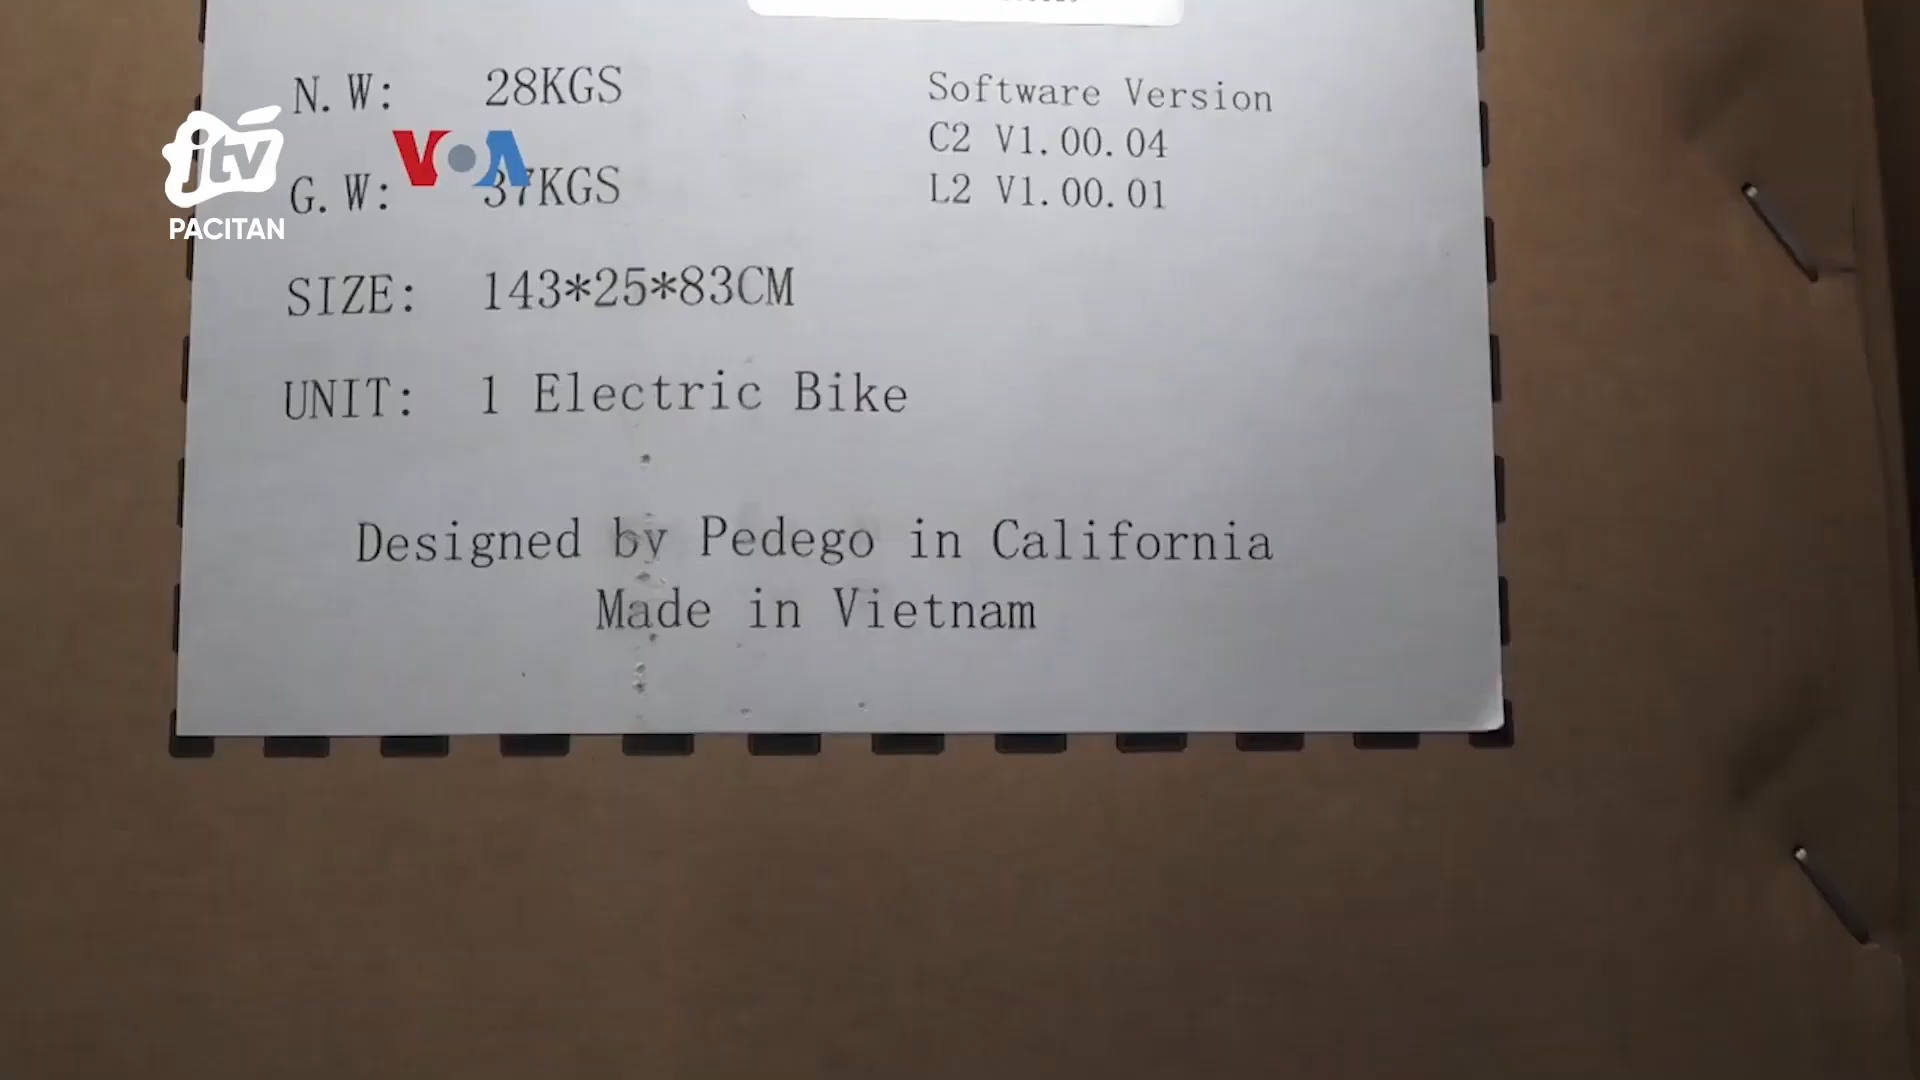 N.W: 28KGS
G.W: 37KGS
SIZE: 143*25*83CM
UNIT: 1 Electric Bike
Software Version
C2 V1.00.04
L2 V1.00.01
Designed by Pedego in California
Made in Vietnam
jtv
PACITAN
VOA